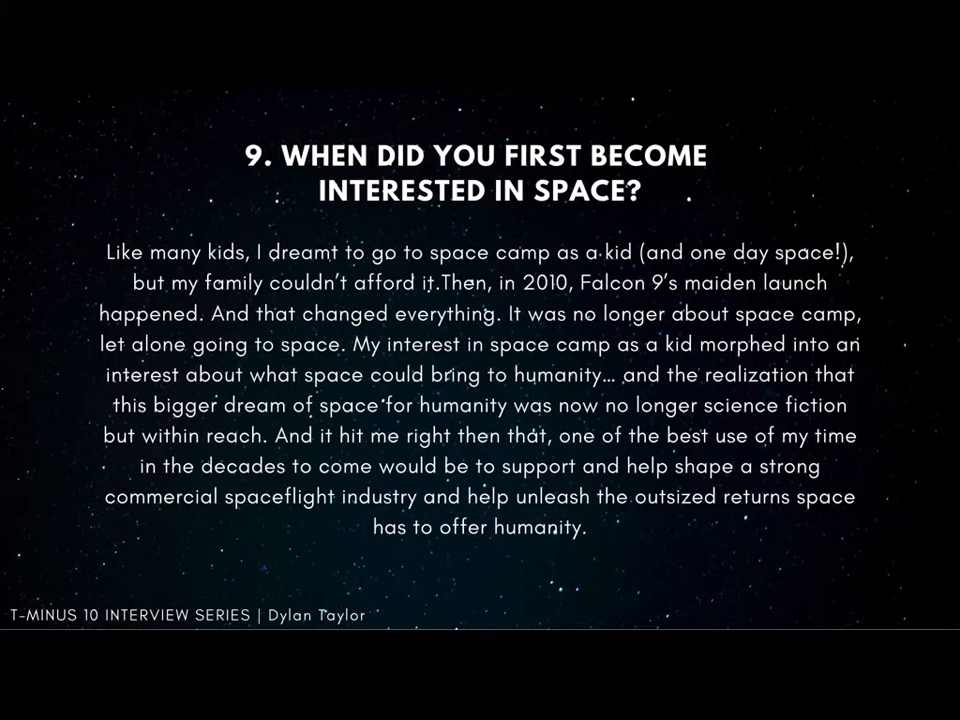 9. WHEN DID YOU FIRST BECOME
INTERESTED IN SPACE?
Like many kids, I dreamt to go to space camp as a kid (and one day space!),
but my family couldn't afford it.Then, in 2010, Falcon 9's maiden launch
happened. And that changed everything. It was no longer about space camp,
let alone going to space. My interest in space camp as a kid morphed into an
interest about what space could bring to humanity... and the realization that
this bigger dream of space for humanity was now no longer science fiction
but within reach. And it hit me right then that, one of the best use of my time
in the decades to come would be to support and help shape a strong
commercial spaceflight industry and help unleash the outsized returns space
has to offer humanity.
T-MINUS 10 INTERVIEW SERIES | Dylan Taylor